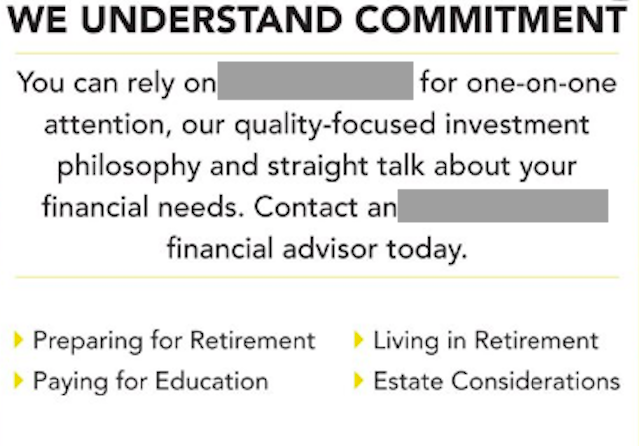 WE UNDERSTAND COMMITMENT
You can rely on for one-on-one
attention, our quality-focused investment
philosophy and straight talk about your
financial needs. Contact an
financial advisor today.
Preparing for Retirement
Living in Retirement
Paying for Education
Estate Considerations